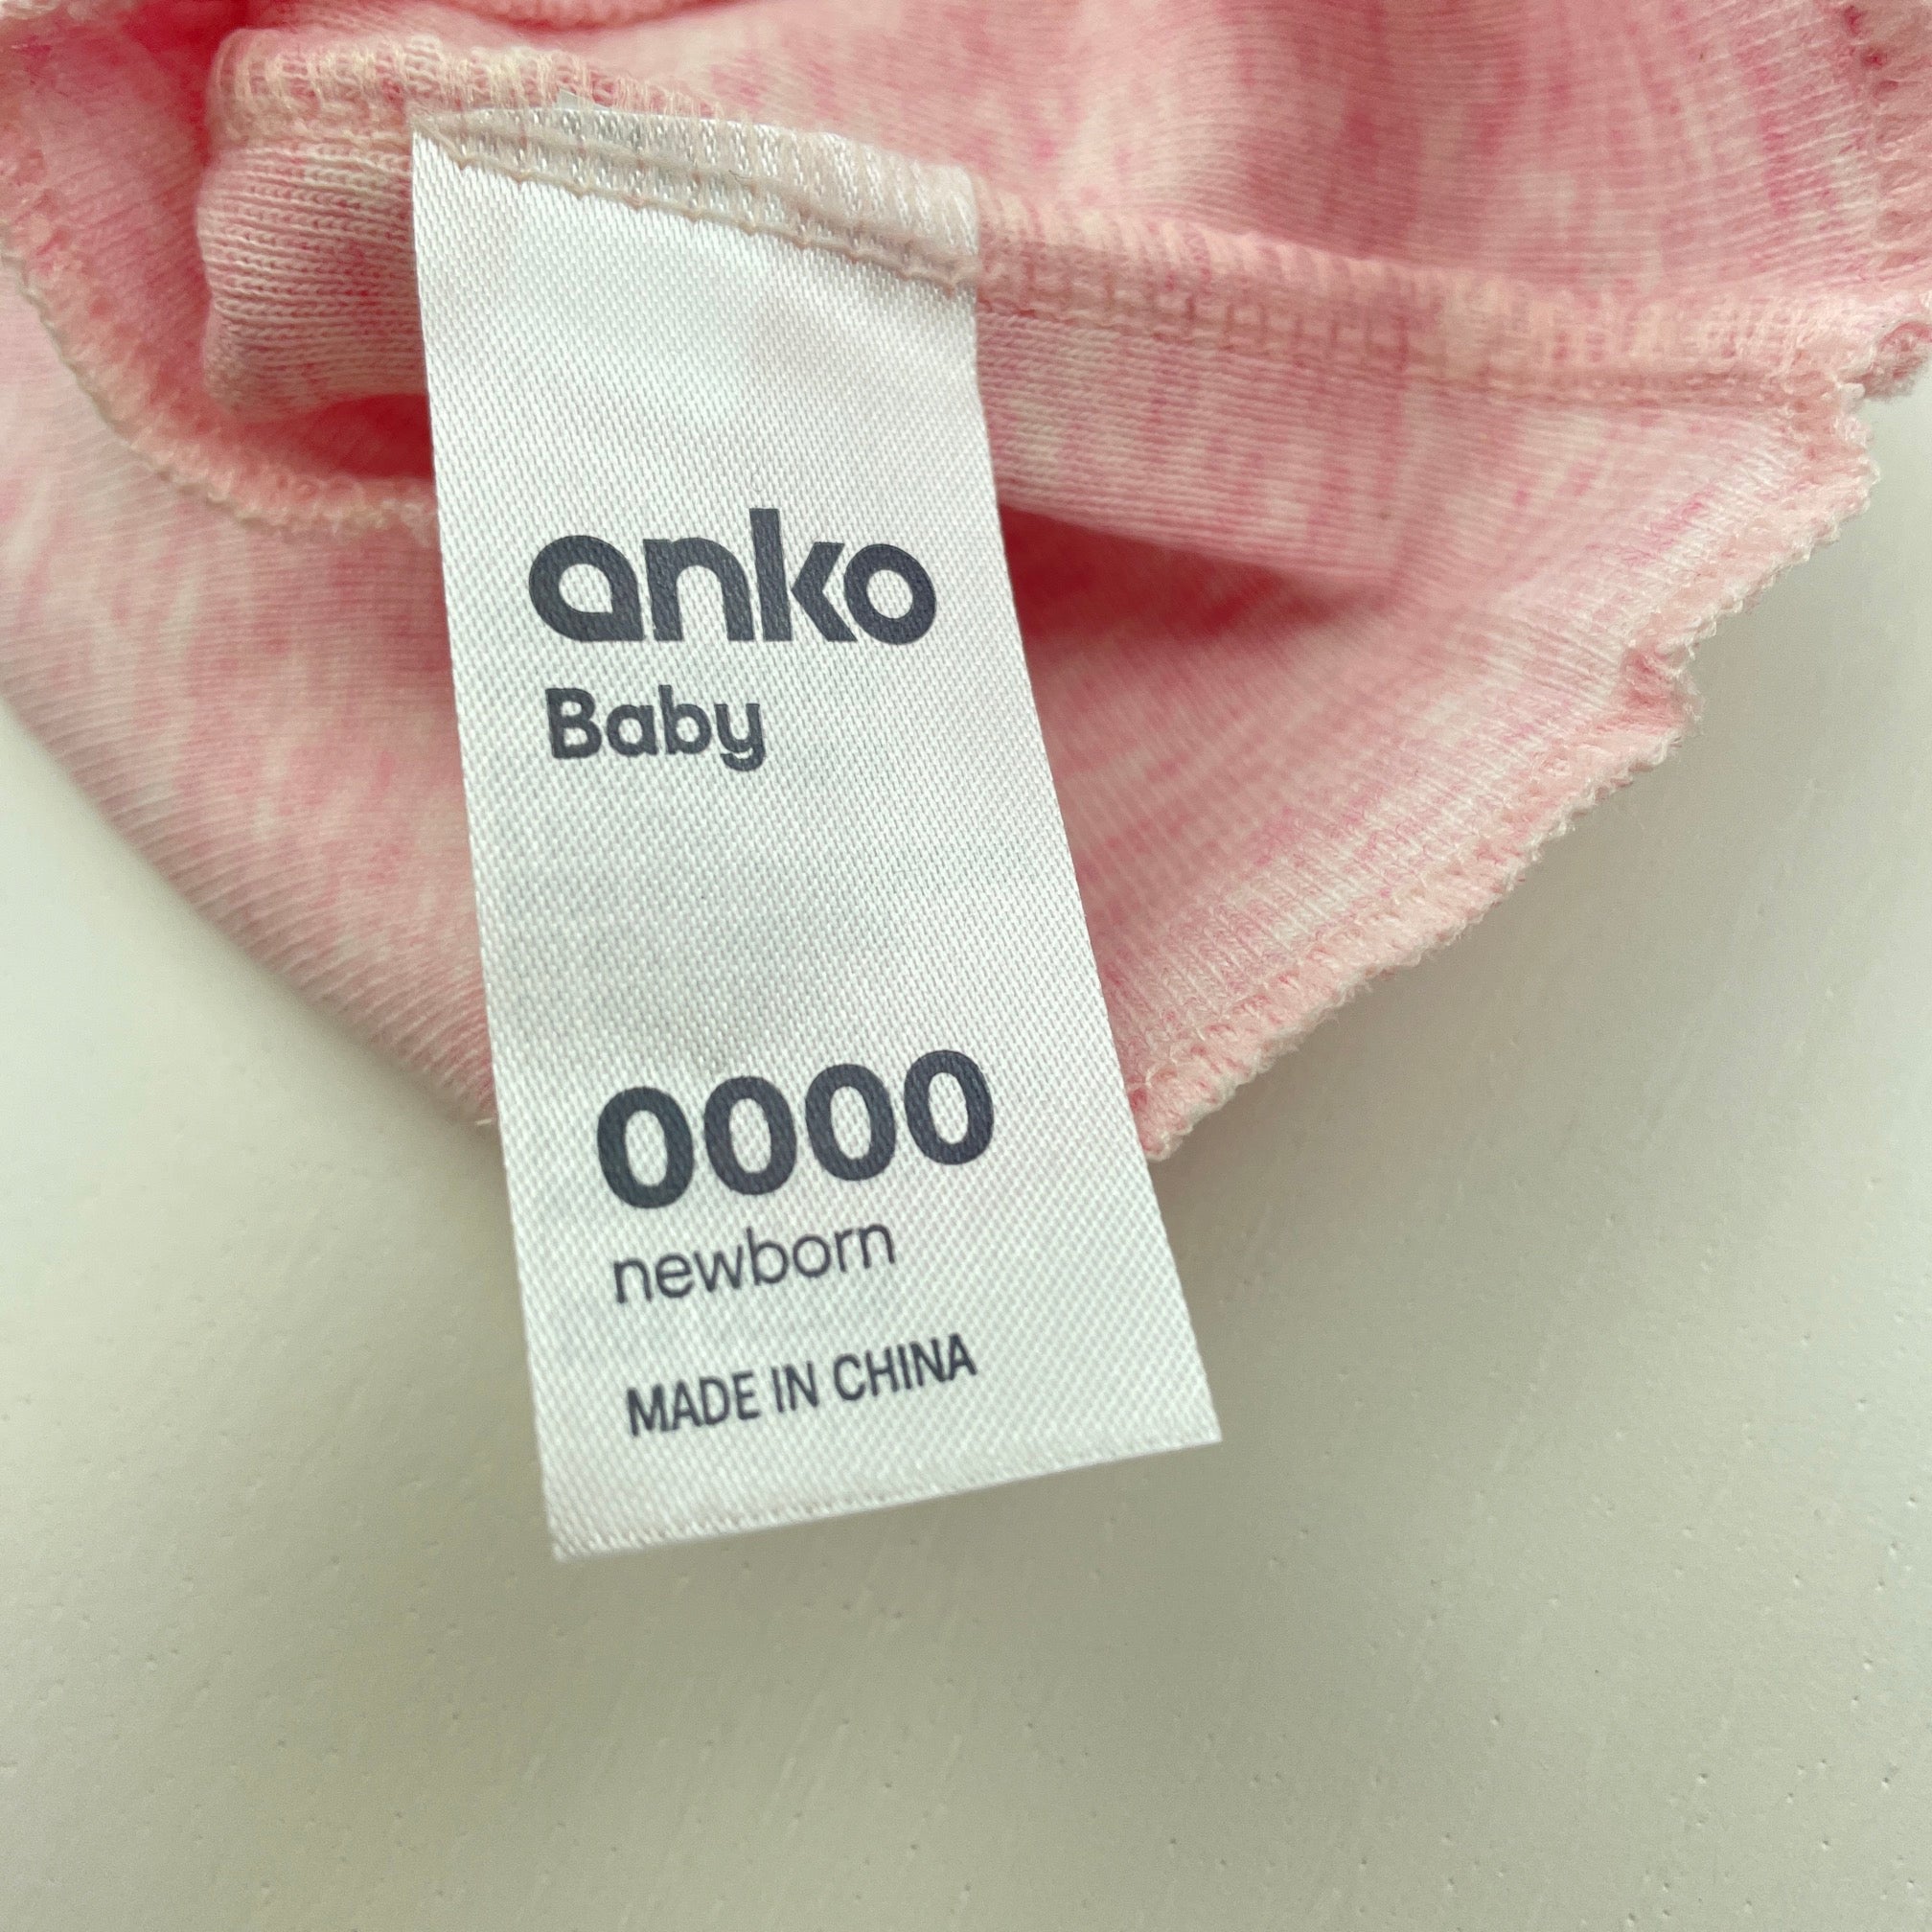 anko
Baby
0000
newborn
MADE IN CHINA